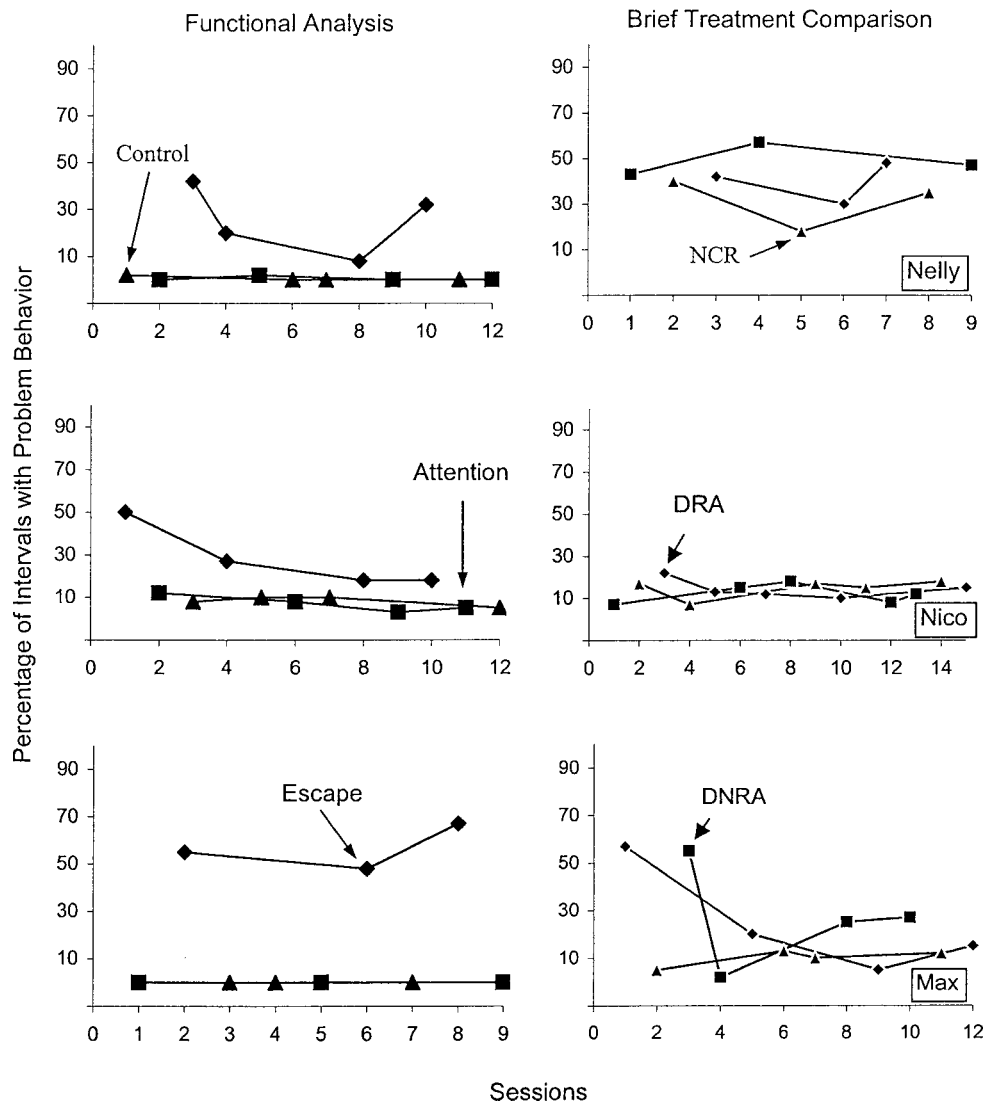 Functional Analysis
Brief Treatment Comparison
Percentage of Intervals with Problem Behavior
90
70
50
30
10
Control
0 2 4 6 8 10 12
90
70
50
30
10
NCR
Nelly
0 1 2 3 4 5 6 7 8 9
90
70
50
30
10
Attention
0 2 4 6 8 10 12
90
70
50
30
10
DRA
Nico
0 2 4 6 8 10 12 14
90
70
50
30
10
Escape
0 1 2 3 4 5 6 7 8 9
90
70
50
30
10
DNRA
Max
0 2 4 6 8 10 12
Sessions